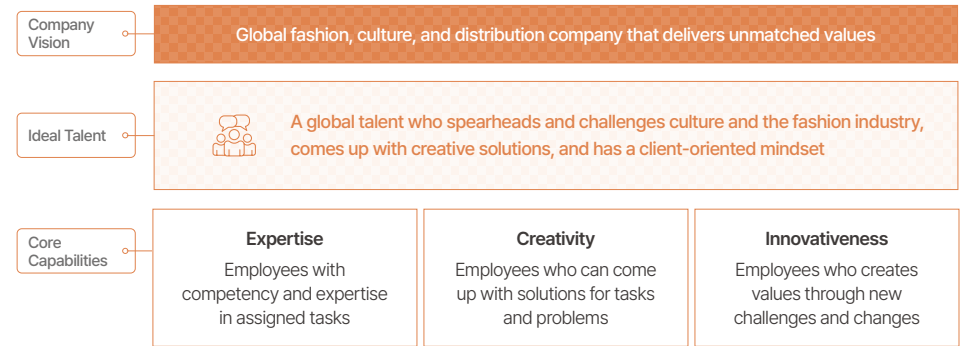 Company
Vision
Global fashion, culture, and distribution company that delivers unmatched values
Ideal Talent
A global talent who spearheads and challenges culture and the fashion industry,
comes up with creative solutions, and has a client-oriented mindset
Core
Capabilities
Expertise
Employees with
competency and expertise
in assigned tasks
Creativity
Employees who can come
up with solutions for tasks
and problems
Innovativeness
Employees who creates
values through new
challenges and changes